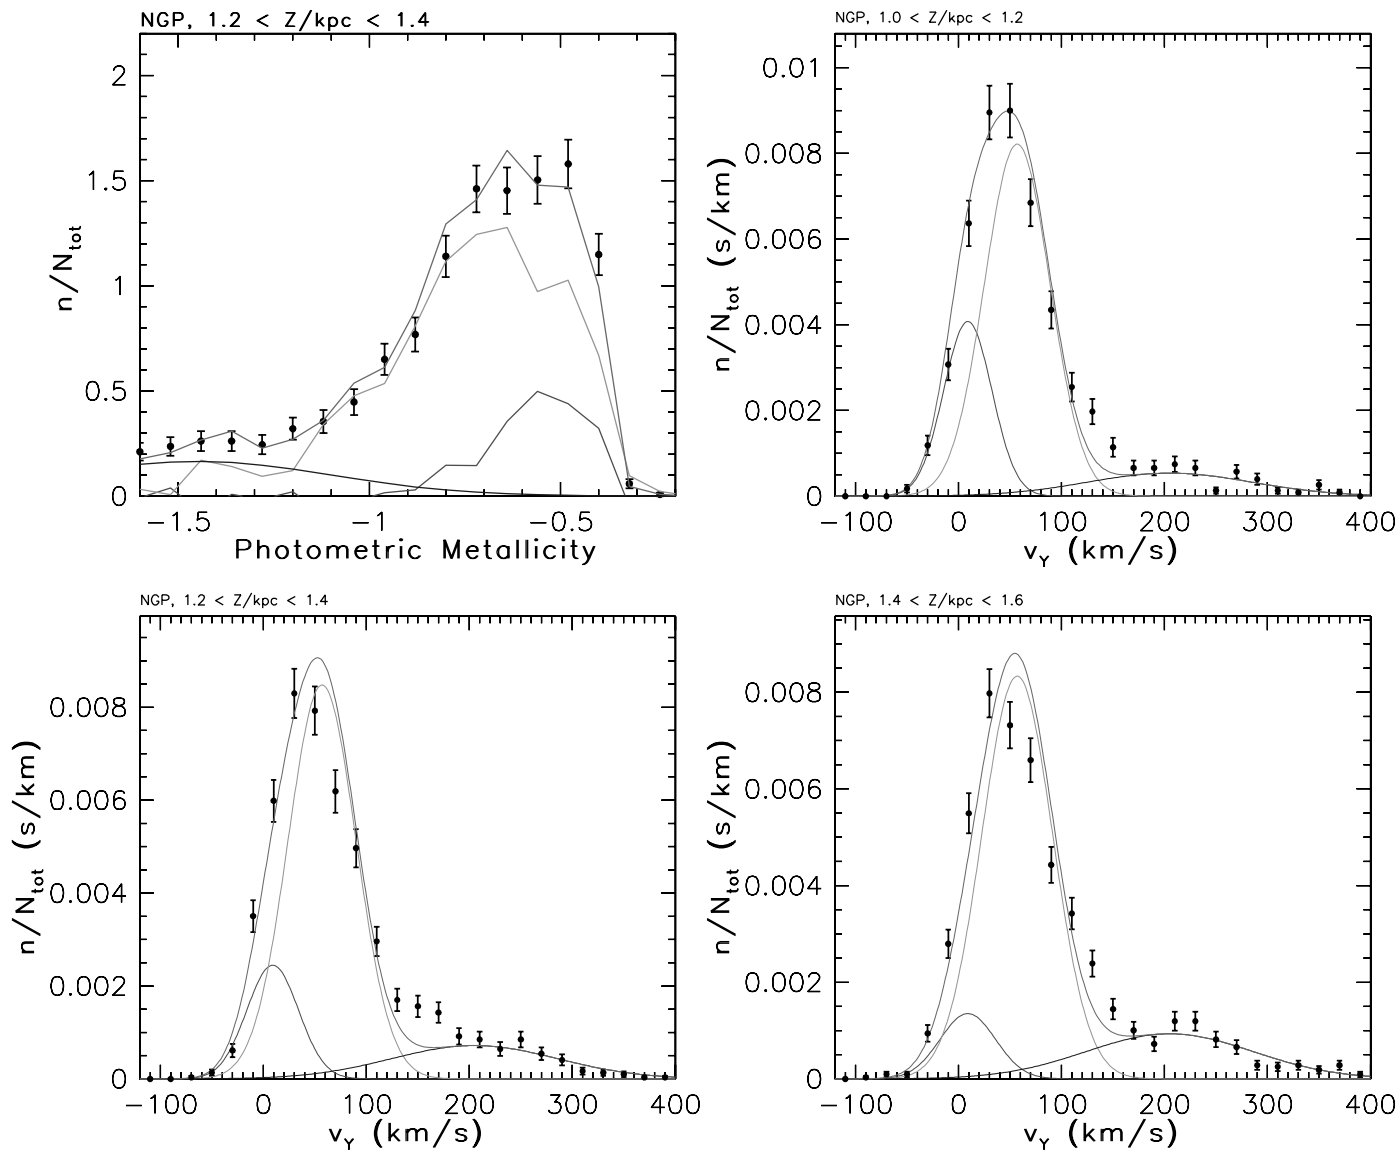 NGP, 1.2 < Z/kpc < 1.4
2
1.5
1
0.5
0
n/N_tot
−1.5 −1 −0.5
Photometric Metallicity
NGP, 1.0 < Z/kpc < 1.2
0.01
0.008
0.006
0.004
0.002
0
n/N_tot (s/km)
−100 0 100 200 300 400
v_Y (km/s)
NGP, 1.2 < Z/kpc < 1.4
0.008
0.006
0.004
0.002
0
n/N_tot (s/km)
−100 0 100 200 300 400
v_Y (km/s)
NGP, 1.4 < Z/kpc < 1.6
0.008
0.006
0.004
0.002
0
n/N_tot (s/km)
−100 0 100 200 300 400
v_Y (km/s)